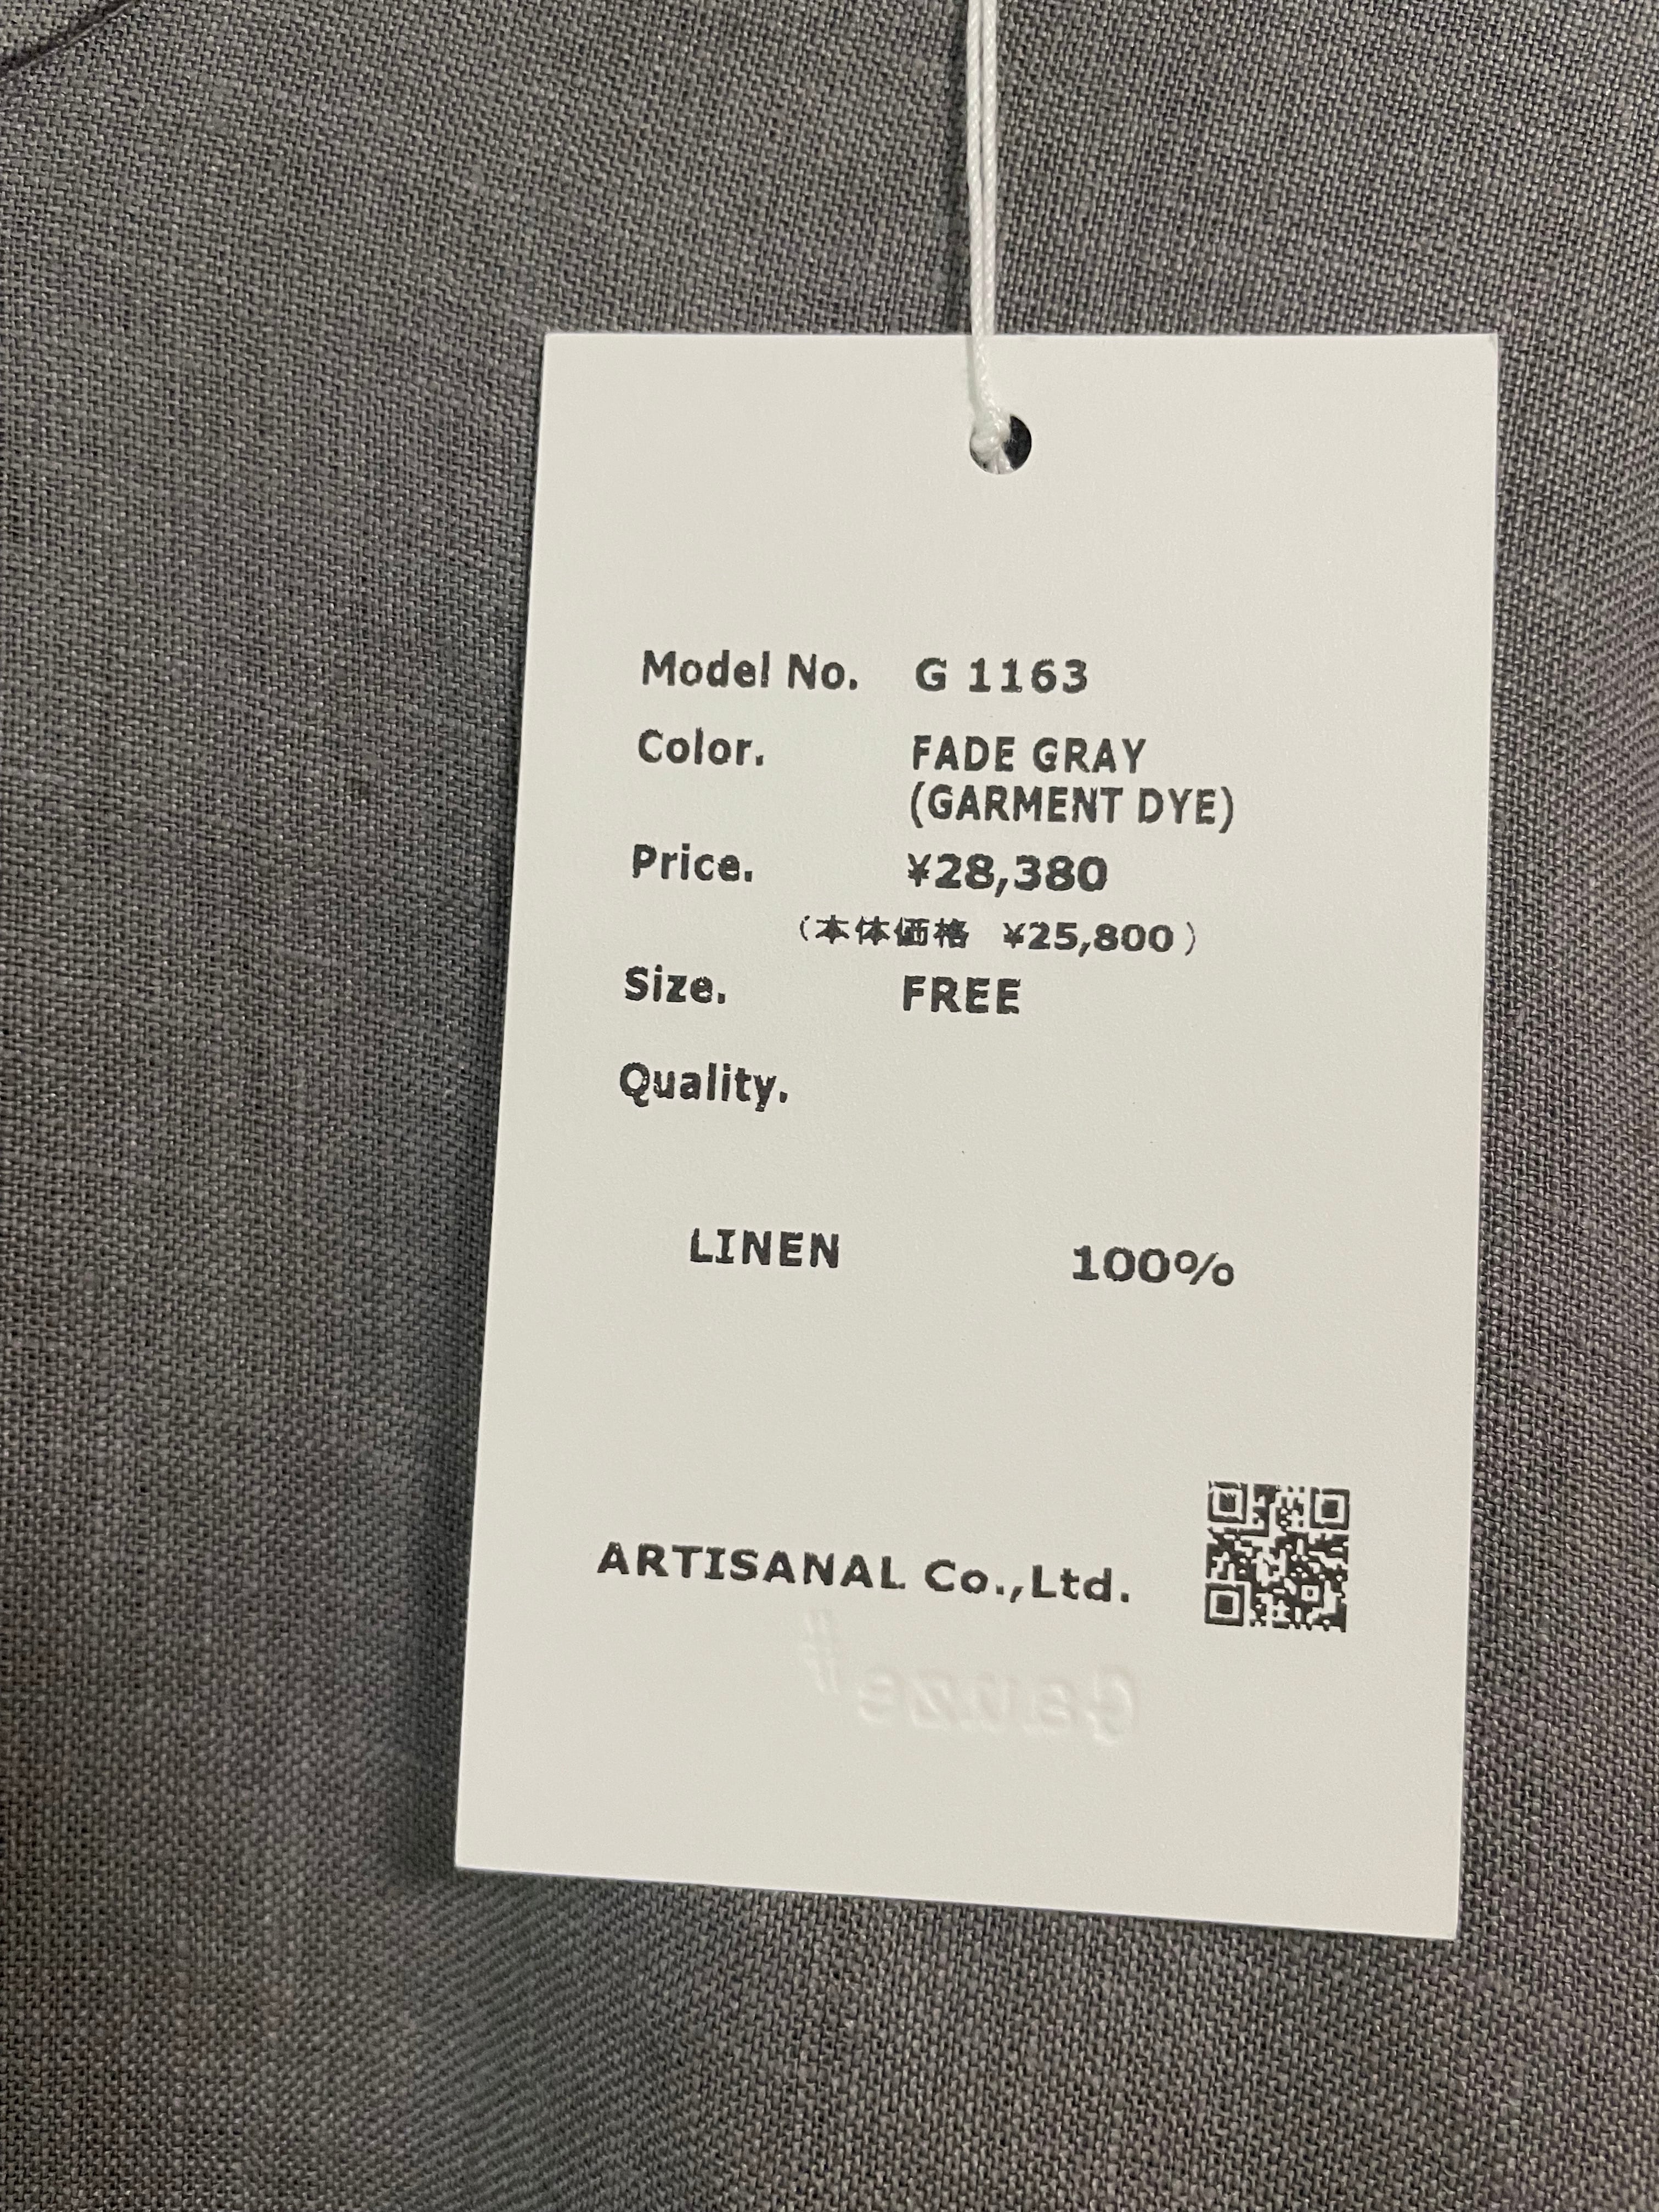 Model No. G 1163
Color. FADE GRAY
(GARMENT DYE)
Price. ¥28,380
（本体価格 ¥25,800）
Size. FREE
Quality.
LINEN 100%
ARTISANAL Co.,Ltd.
Gauze#